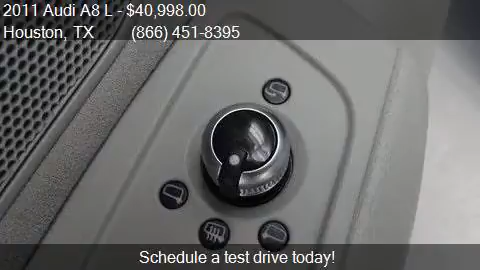 2011 Audi A8 L - $40,998.00
Houston, TX (866) 451-8395
Schedule a test drive today!